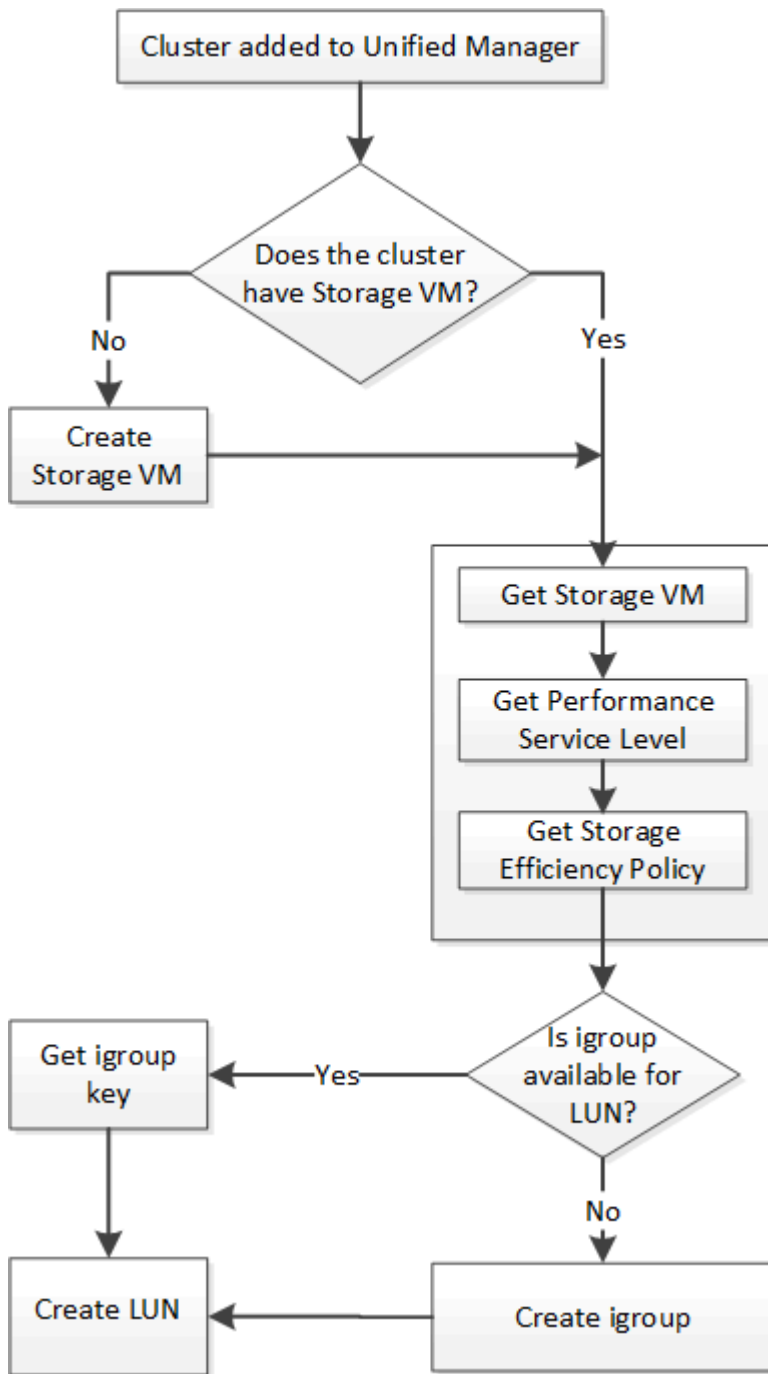 Cluster added to Unified Manager
Does the cluster
have Storage VM?
No
Yes
Create
Storage VM
Get Storage VM
Get Performance
Service Level
Get Storage
Efficiency Policy
Is igroup
available for
LUN?
Yes
Get igroup
key
No
Create LUN
Create igroup